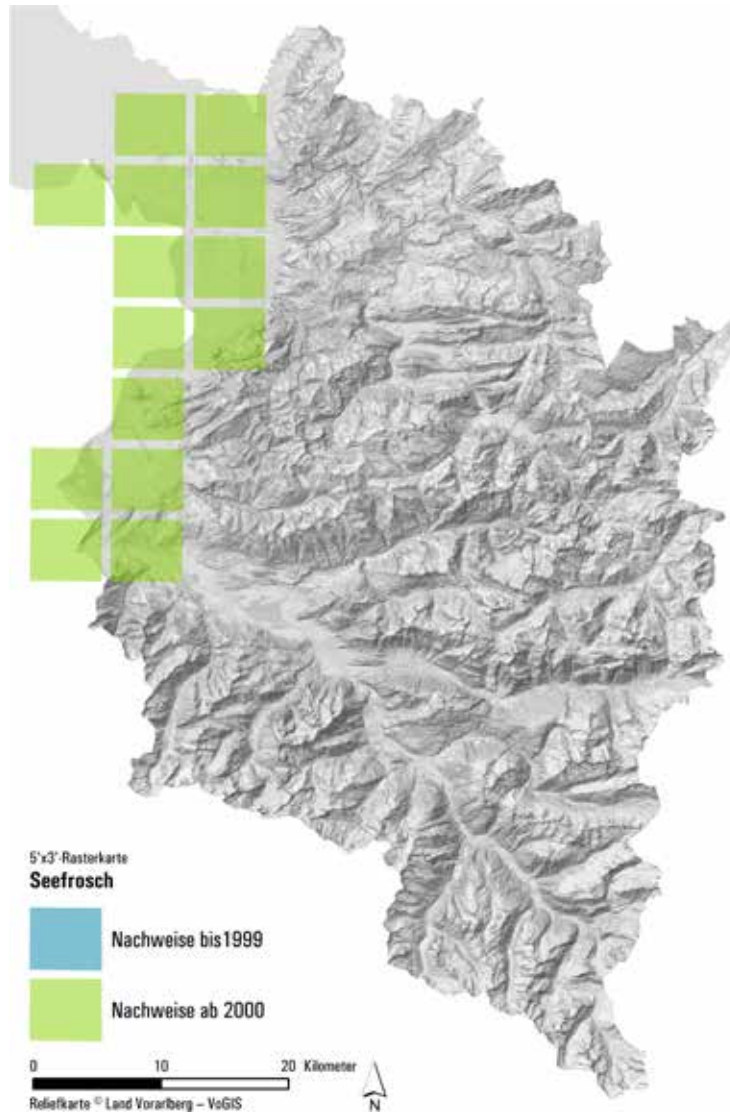 5'x3'-Rasterkarte
Seefrosch
Nachweise bis1999
Nachweise ab 2000
0 10 20 Kilometer
N
Reliefkarte © Land Vorarlberg – VoGIS